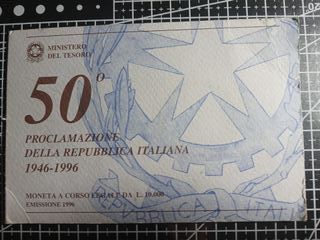 MINISTERO
DEL TESORO
50°
PROCLAMAZIONE
DELLA REPUBBLICA ITALIANA
1946-1996
MONETA A CORSO LEGALE DA L. 10.000
EMISSIONE 1996